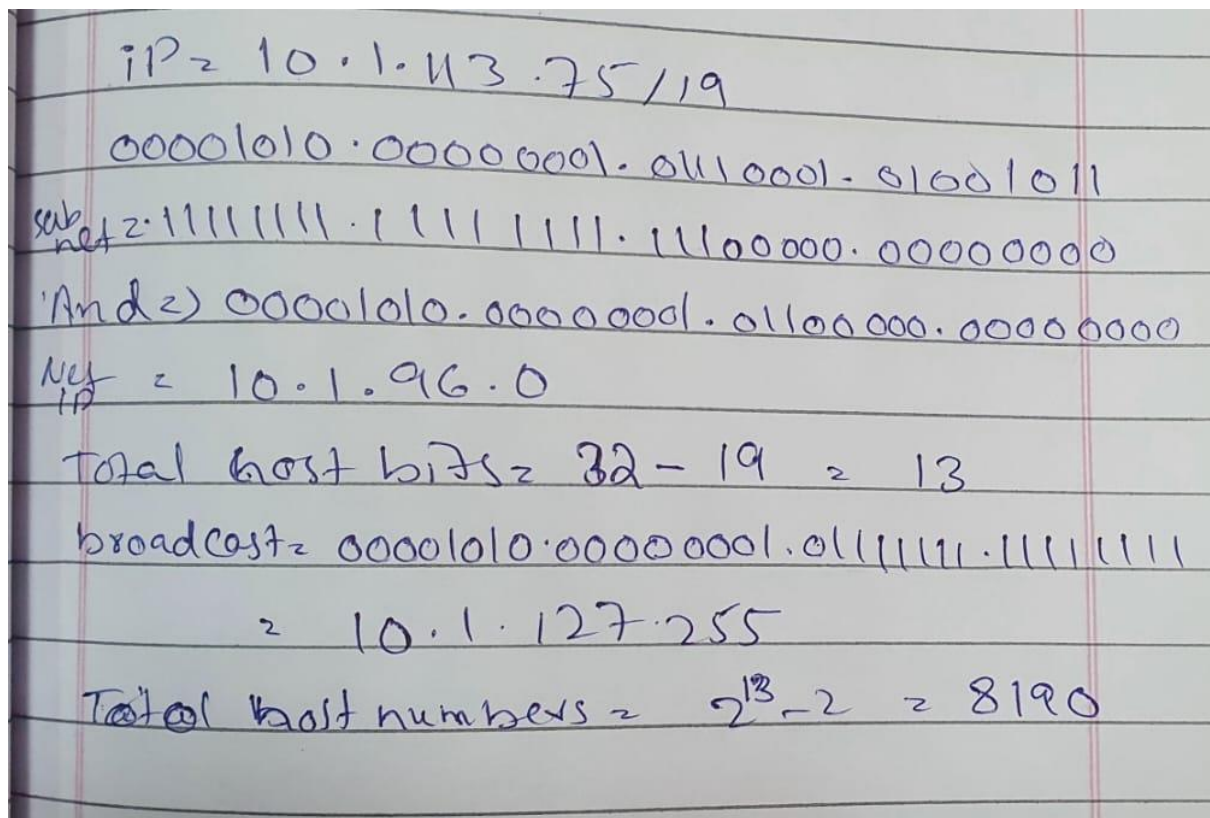 iP = 10.1.113.75/19
00001010.00000001.01110001.01001011
subnet = 11111111.11111111.11100000.00000000
And => 00001010.00000001.01100000.00000000
Net IP = 10.1.96.0
Total host bits = 32 - 19 = 13
broadcast = 00001010.00000001.01111111.11111111
= 10.1.127.255
Total host numbers = 2^13 - 2 = 8190